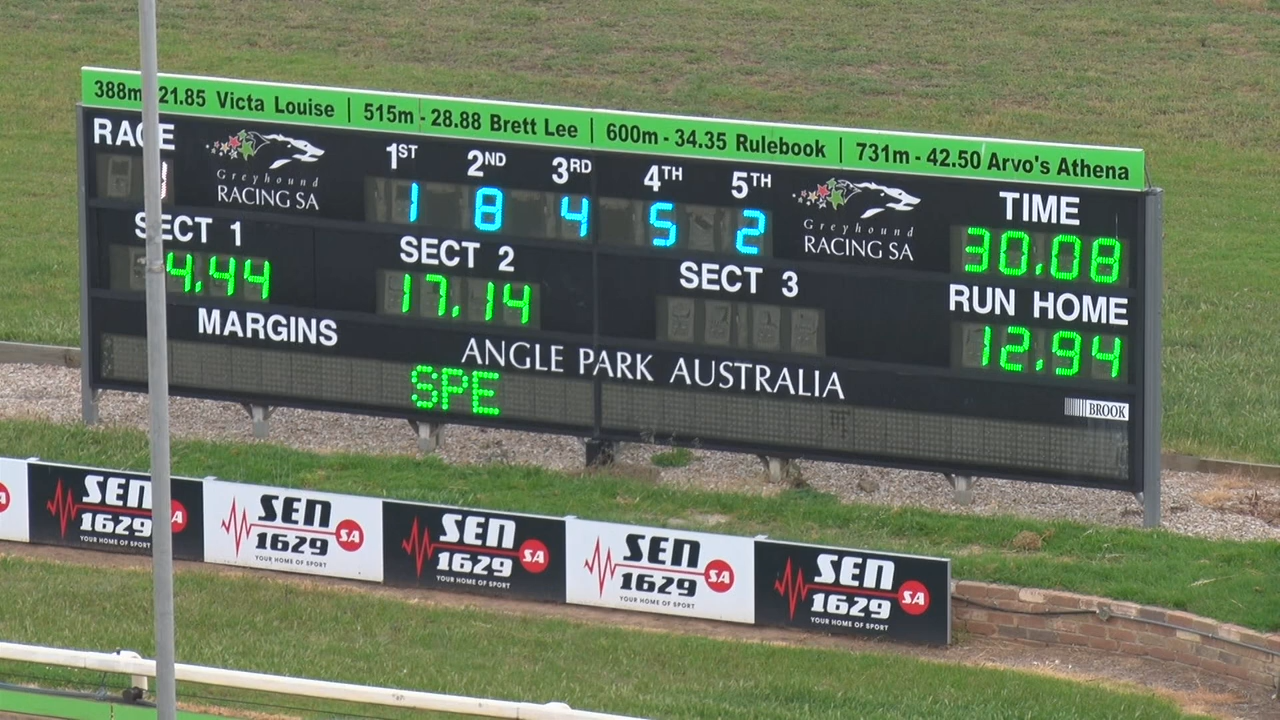 388m 21.85 Victa Louise | 515m - 28.88 Brett Lee | 600m - 34.35 Rulebook | 731m - 42.50 Arvo's Athena
RACE
Greyhound
RACING SA
1ST 2ND 3RD 4TH 5TH
1 8 4 5 2
Greyhound
RACING SA
TIME
30.08
SECT 1
4.44
SECT 2
17.14
SECT 3
RUN HOME
12.94
MARGINS
ANGLE PARK AUSTRALIA
SPE
BROOK
SEN
1629
SA
YOUR HOME OF SPORT
SEN
1629
SA
YOUR HOME OF SPORT
SEN
1629
SA
YOUR HOME OF SPORT
SEN
1629
SA
YOUR HOME OF SPORT
SEN
1629
SA
YOUR HOME OF SPORT